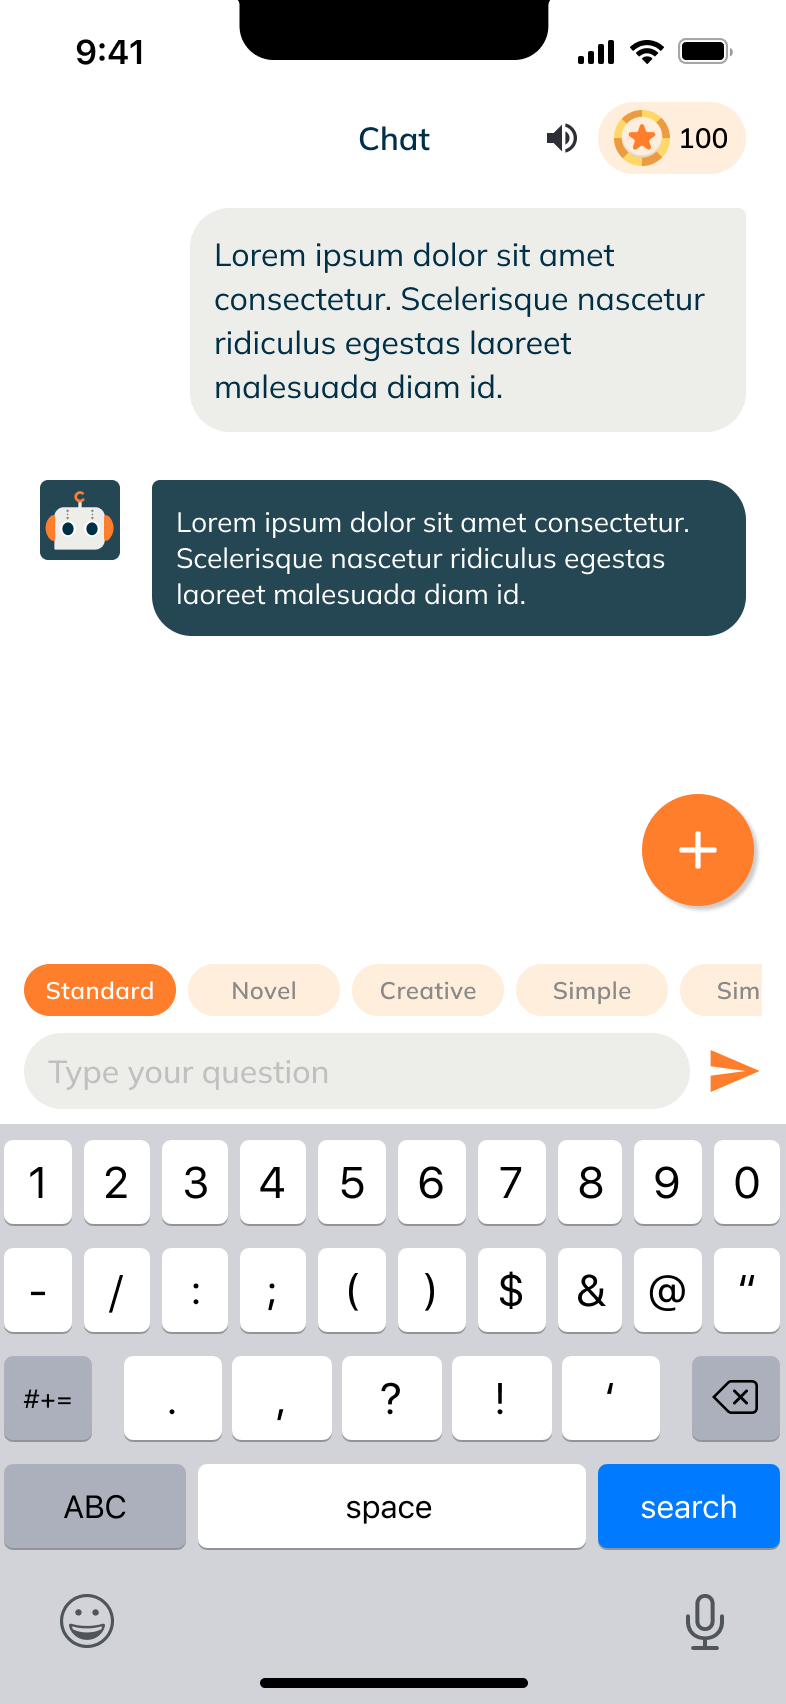 9:41
Chat
100
Lorem ipsum dolor sit amet
consectetur. Scelerisque nascetur
ridiculus egestas laoreet
malesuada diam id.
Lorem ipsum dolor sit amet consectetur.
Scelerisque nascetur ridiculus egestas
laoreet malesuada diam id.
Standard Novel Creative Simple Sim
Type your question
1 2 3 4 5 6 7 8 9 0
- / : ; ( ) $ & @ “
#+= . , ? ! ‘
ABC space search